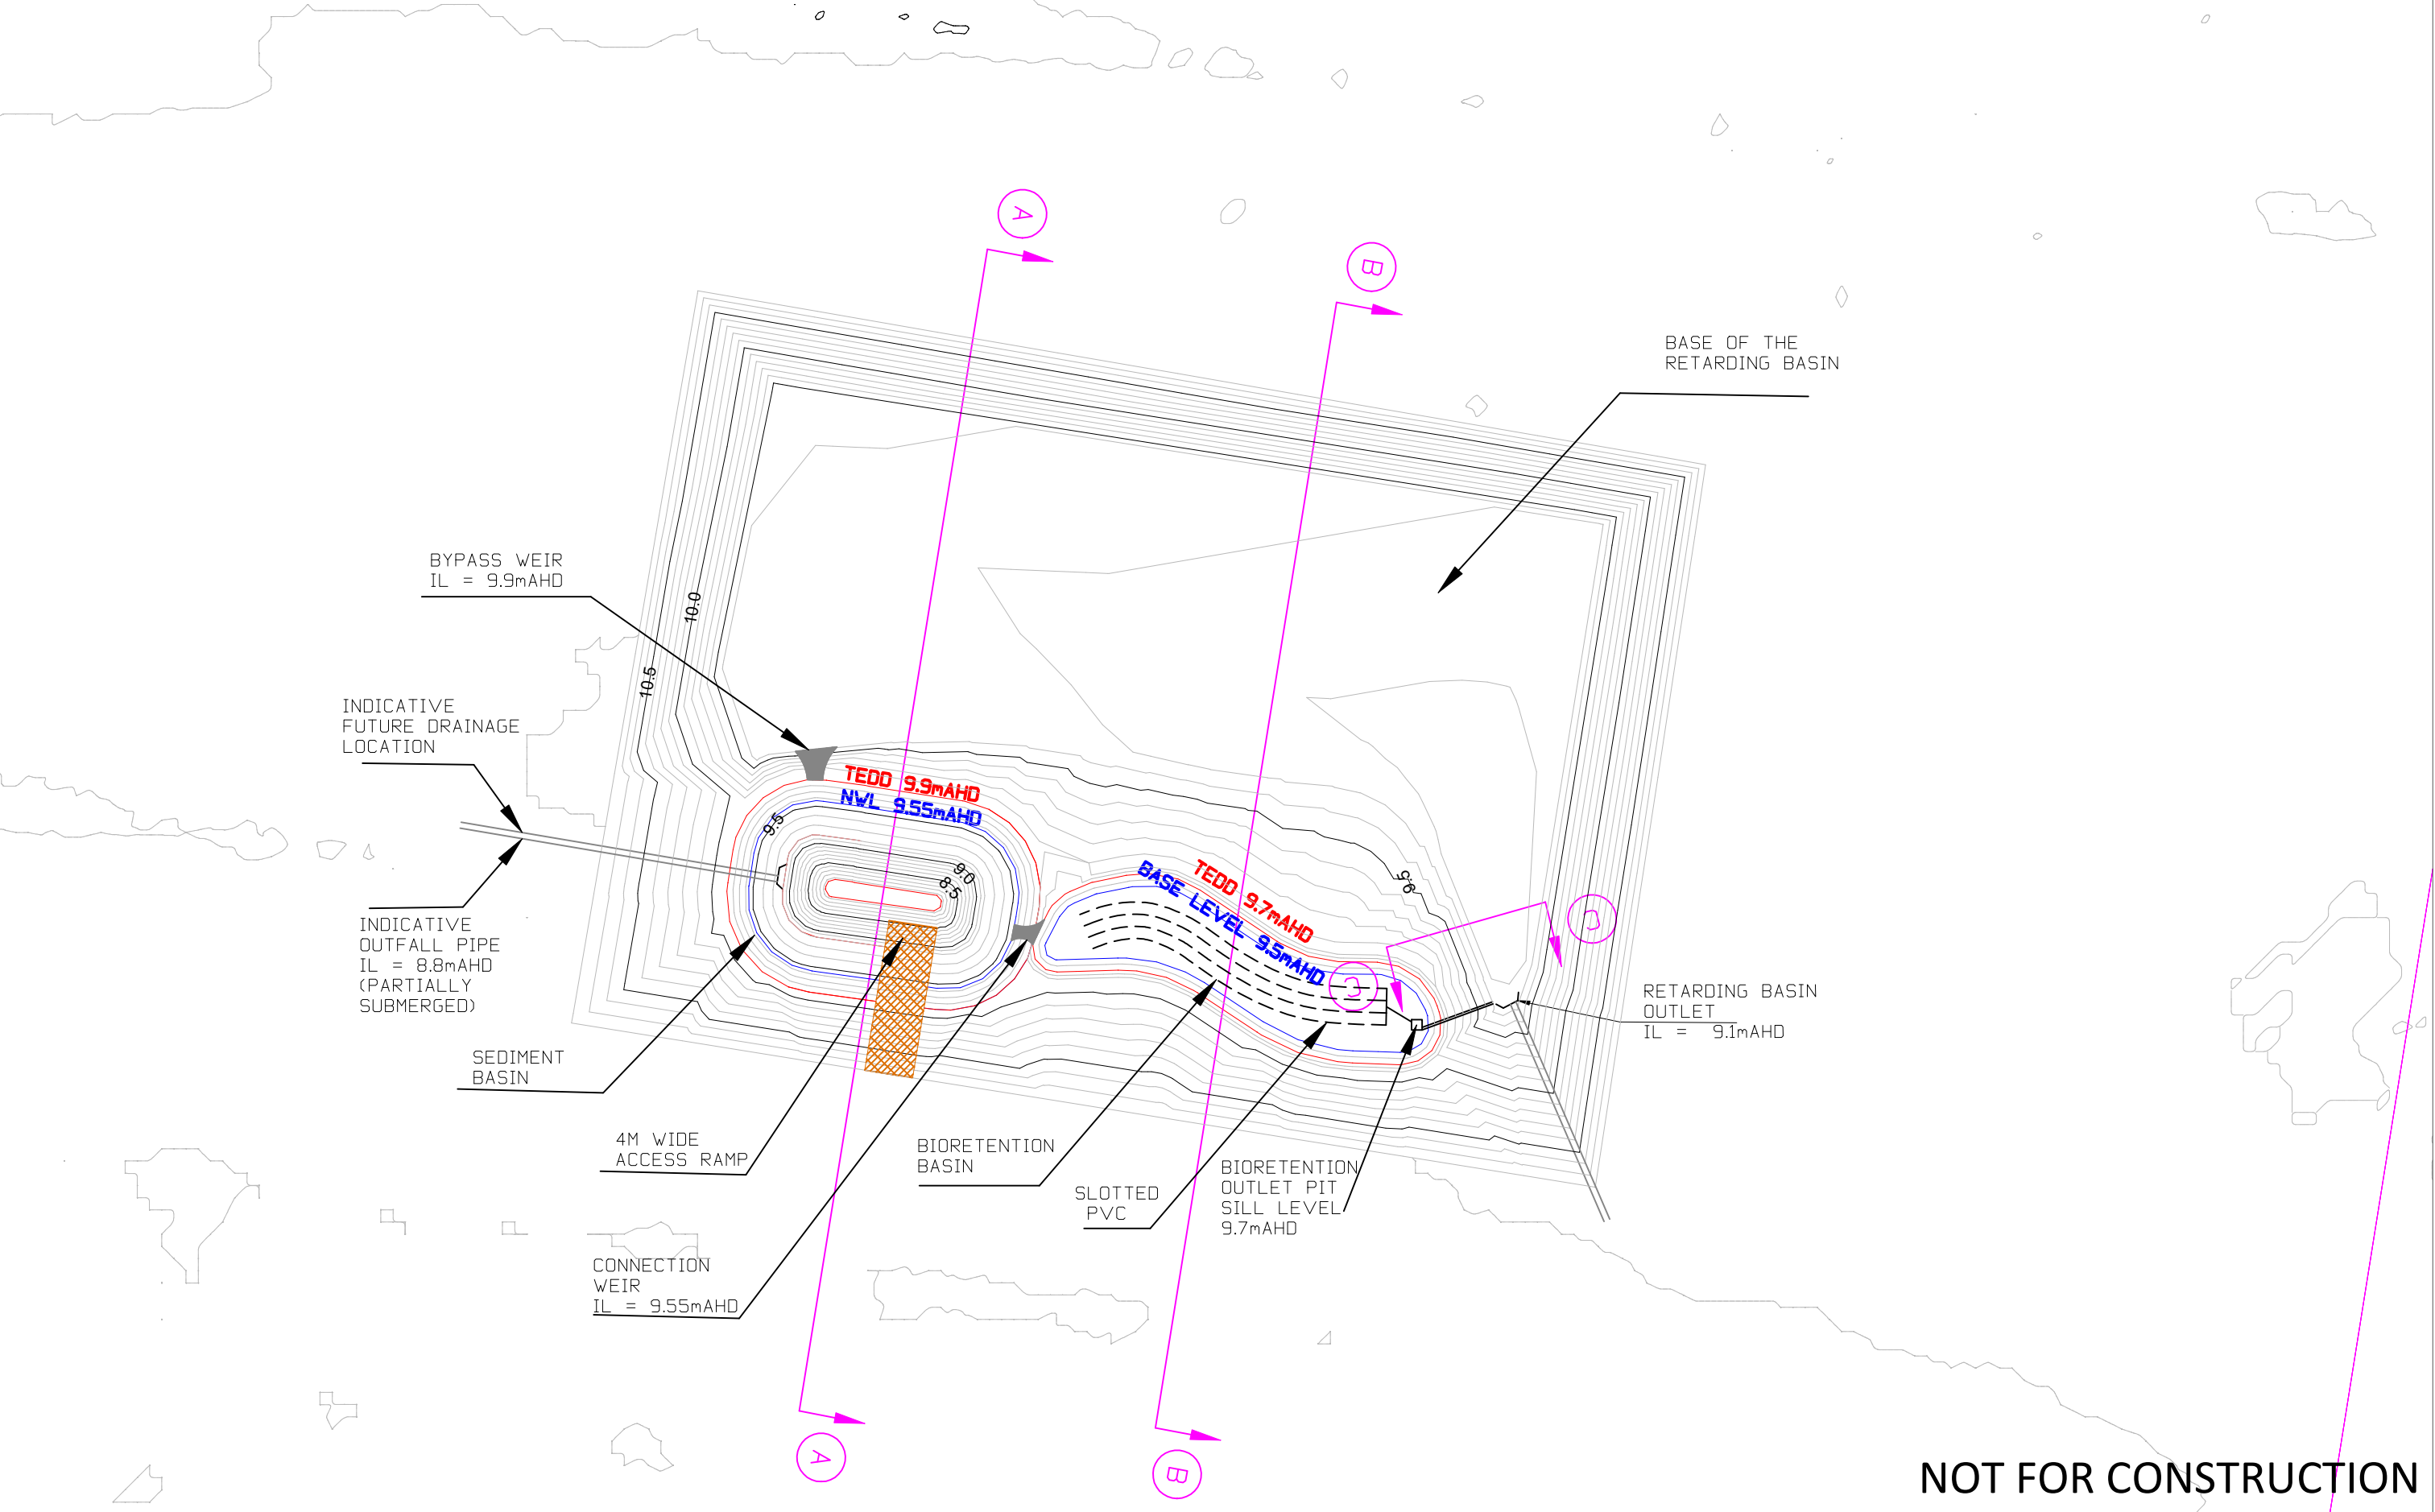 A
B
BASE OF THE
RETARDING BASIN
BYPASS WEIR
IL = 9.9mAHD
10.0
10.5
INDICATIVE
FUTURE DRAINAGE
LOCATION
TEDD 9.9mAHD
NWL 9.55mAHD
9.5
9.0
8.5
TEDD 9.7mAHD
BASE LEVEL 9.5mAHD
9.5
C
C
INDICATIVE
OUTFALL PIPE
IL = 8.8mAHD
(PARTIALLY
SUBMERGED)
RETARDING BASIN
OUTLET
IL = 9.1mAHD
SEDIMENT
BASIN
4M WIDE
ACCESS RAMP
BIORETENTION
BASIN
SLOTTED
PVC
BIORETENTION
OUTLET PIT
SILL LEVEL
9.7mAHD
CONNECTION
WEIR
IL = 9.55mAHD
A
B
NOT FOR CONSTRUCTION